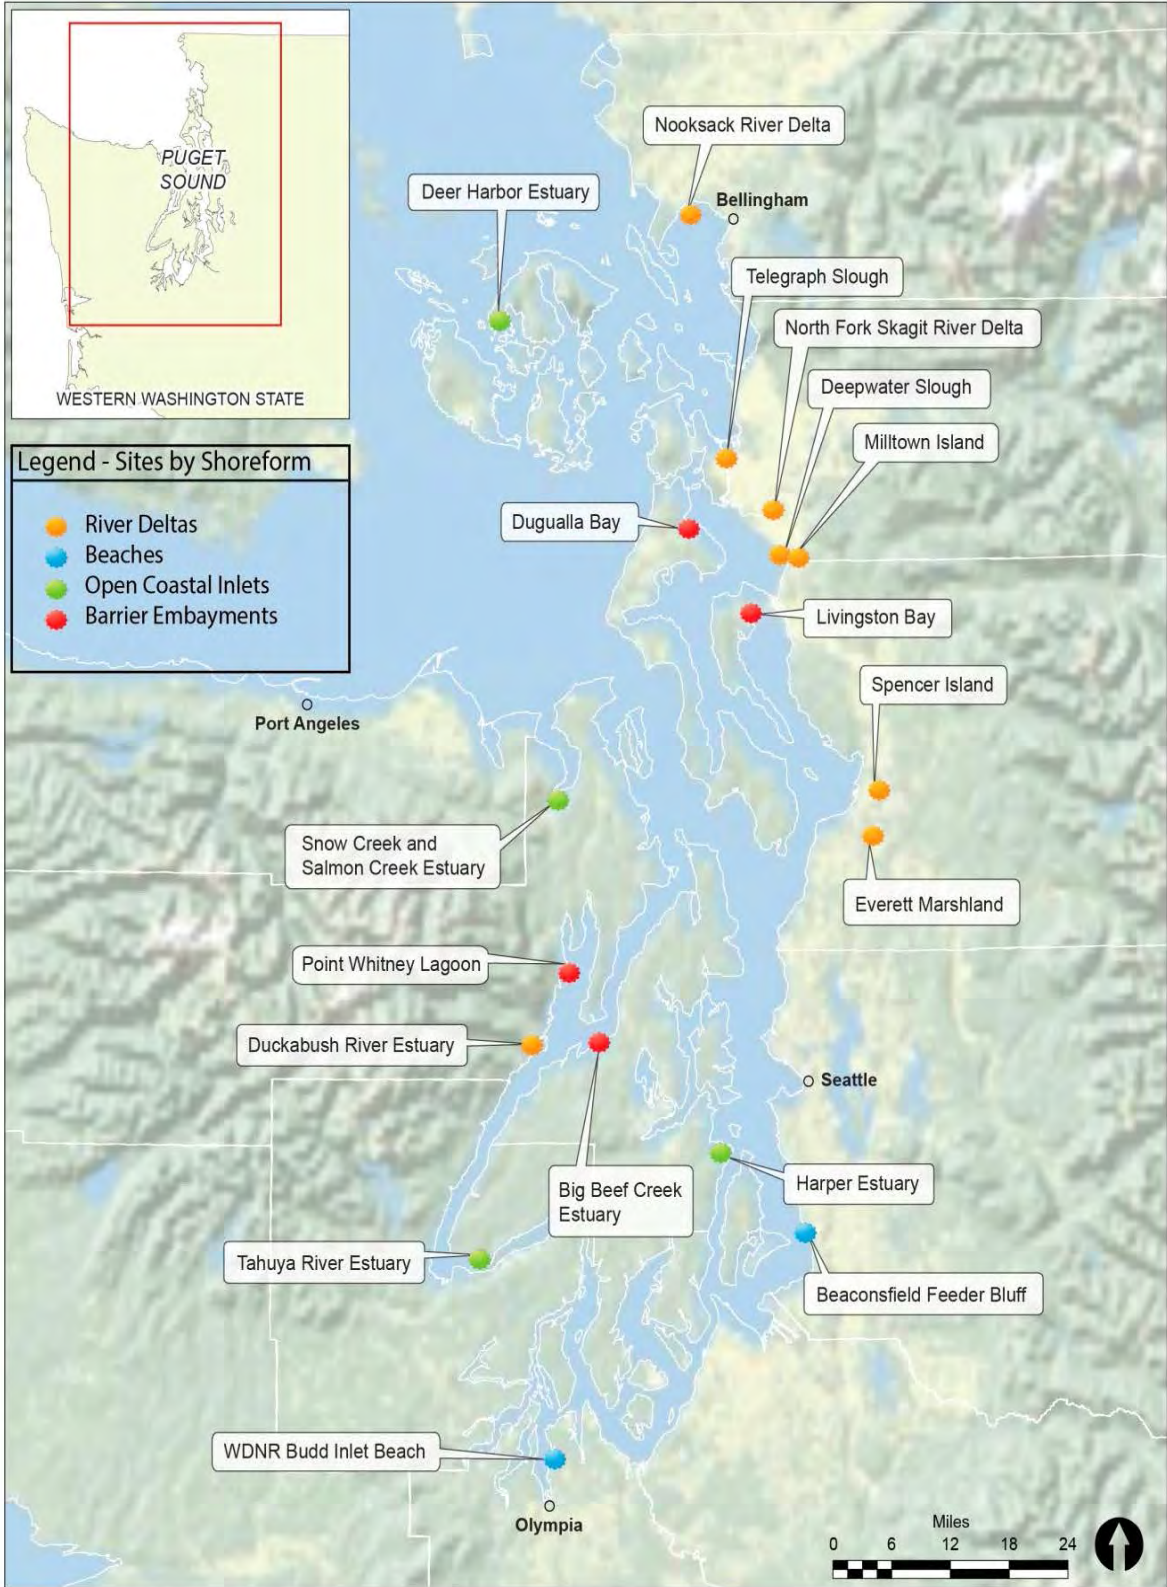 PUGET
SOUND
WESTERN WASHINGTON STATE
Nooksack River Delta
Deer Harbor Estuary
Bellingham
Telegraph Slough
North Fork Skagit River Delta
Deepwater Slough
Milltown Island
Legend - Sites by Shoreform
River Deltas
Beaches
Open Coastal Inlets
Barrier Embayments
Dugualla Bay
Livingston Bay
Spencer Island
Port Angeles
Snow Creek and
Salmon Creek Estuary
Everett Marshland
Point Whitney Lagoon
Duckabush River Estuary
Seattle
Big Beef Creek
Estuary
Harper Estuary
Tahuya River Estuary
Beaconsfield Feeder Bluff
WDNR Budd Inlet Beach
Olympia
Miles
0 6 12 18 24